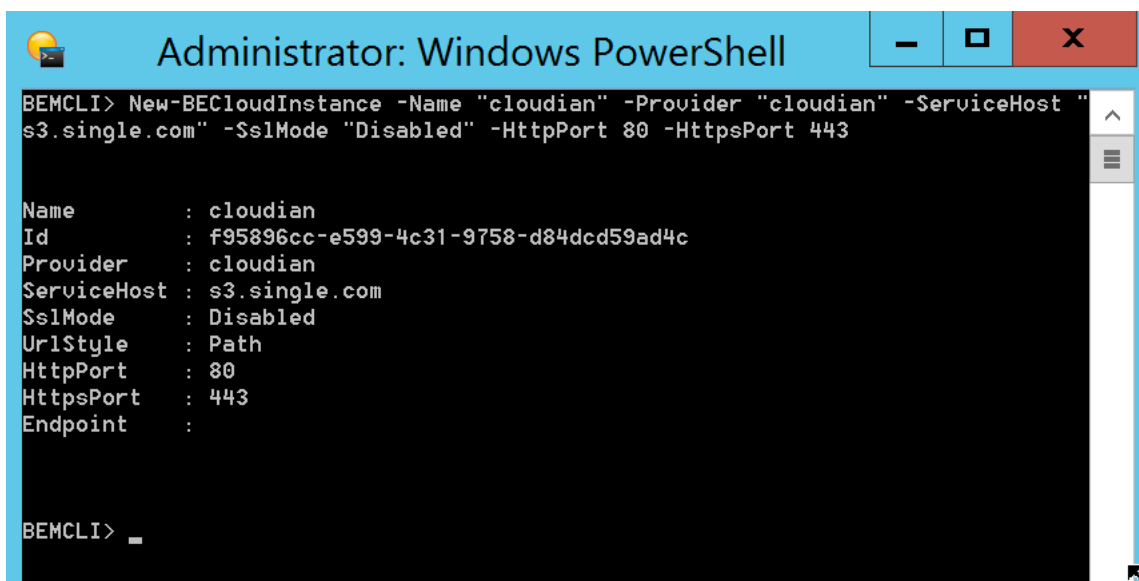 Administrator: Windows PowerShell
BEMCLI> New-BECloudInstance -Name "cloudian" -Provider "cloudian" -ServiceHost "
s3.single.com" -SslMode "Disabled" -HttpPort 80 -HttpsPort 443
Name : cloudian
Id : f95896cc-e599-4c31-9758-d84dcd59ad4c
Provider : cloudian
ServiceHost : s3.single.com
SslMode : Disabled
UrlStyle : Path
HttpPort : 80
HttpsPort : 443
Endpoint :
BEMCLI> _